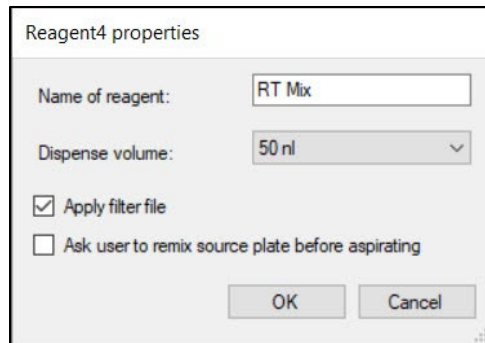 Reagent4 properties
Name of reagent: RT Mix
Dispense volume: 50 nl
Apply filter file
Ask user to remix source plate before aspirating
OK Cancel